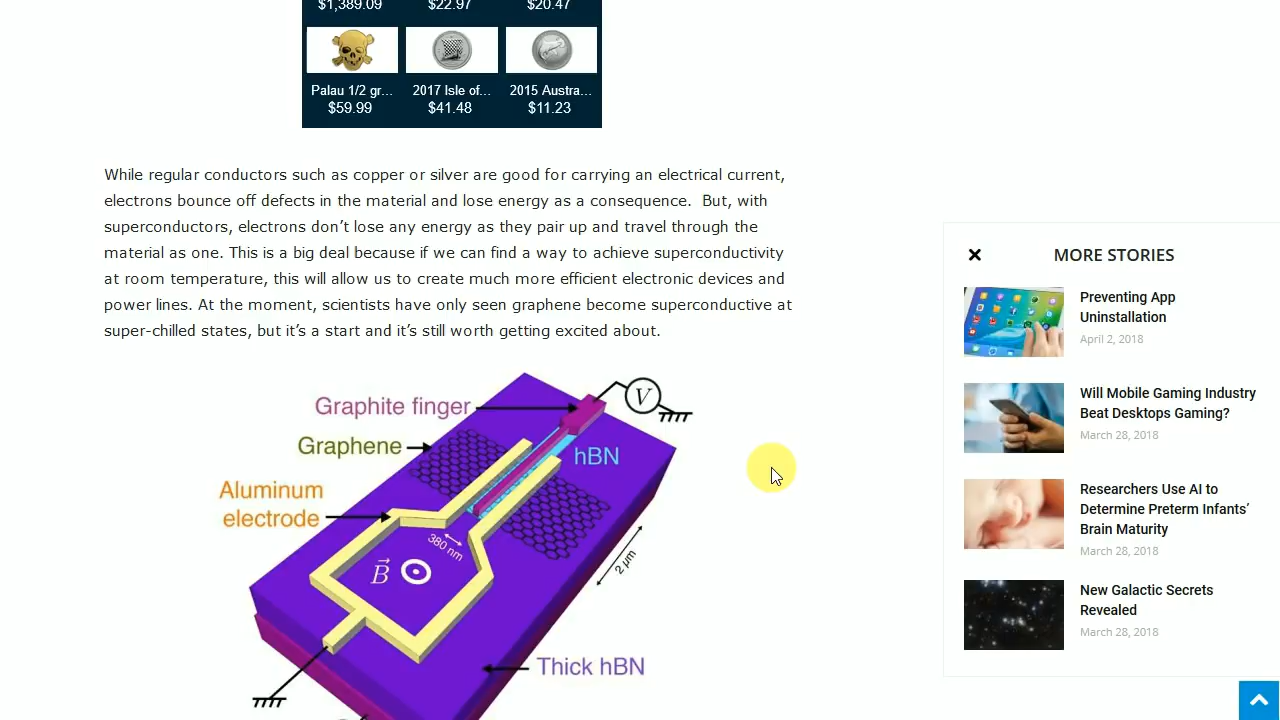 $1,389.09
$22.97
$20.47
Palau 1/2 gr...
2017 Isle of...
2015 Austra...
$59.99
$41.48
$11.23
While regular conductors such as copper or silver are good for carrying an electrical current,
electrons bounce off defects in the material and lose energy as a consequence.  But, with
superconductors, electrons don’t lose any energy as they pair up and travel through the
material as one. This is a big deal because if we can find a way to achieve superconductivity
at room temperature, this will allow us to create much more efficient electronic devices and
power lines. At the moment, scientists have only seen graphene become superconductive at
super-chilled states, but it’s a start and it’s still worth getting excited about.
Graphite finger
V
Graphene
hBN
Aluminum
electrode
380 nm
B
2 μm
Thick hBN
MORE STORIES
Preventing App
Uninstallation
April 2, 2018
Will Mobile Gaming Industry
Beat Desktops Gaming?
March 28, 2018
Researchers Use AI to
Determine Preterm Infants’
Brain Maturity
March 28, 2018
New Galactic Secrets
Revealed
March 28, 2018